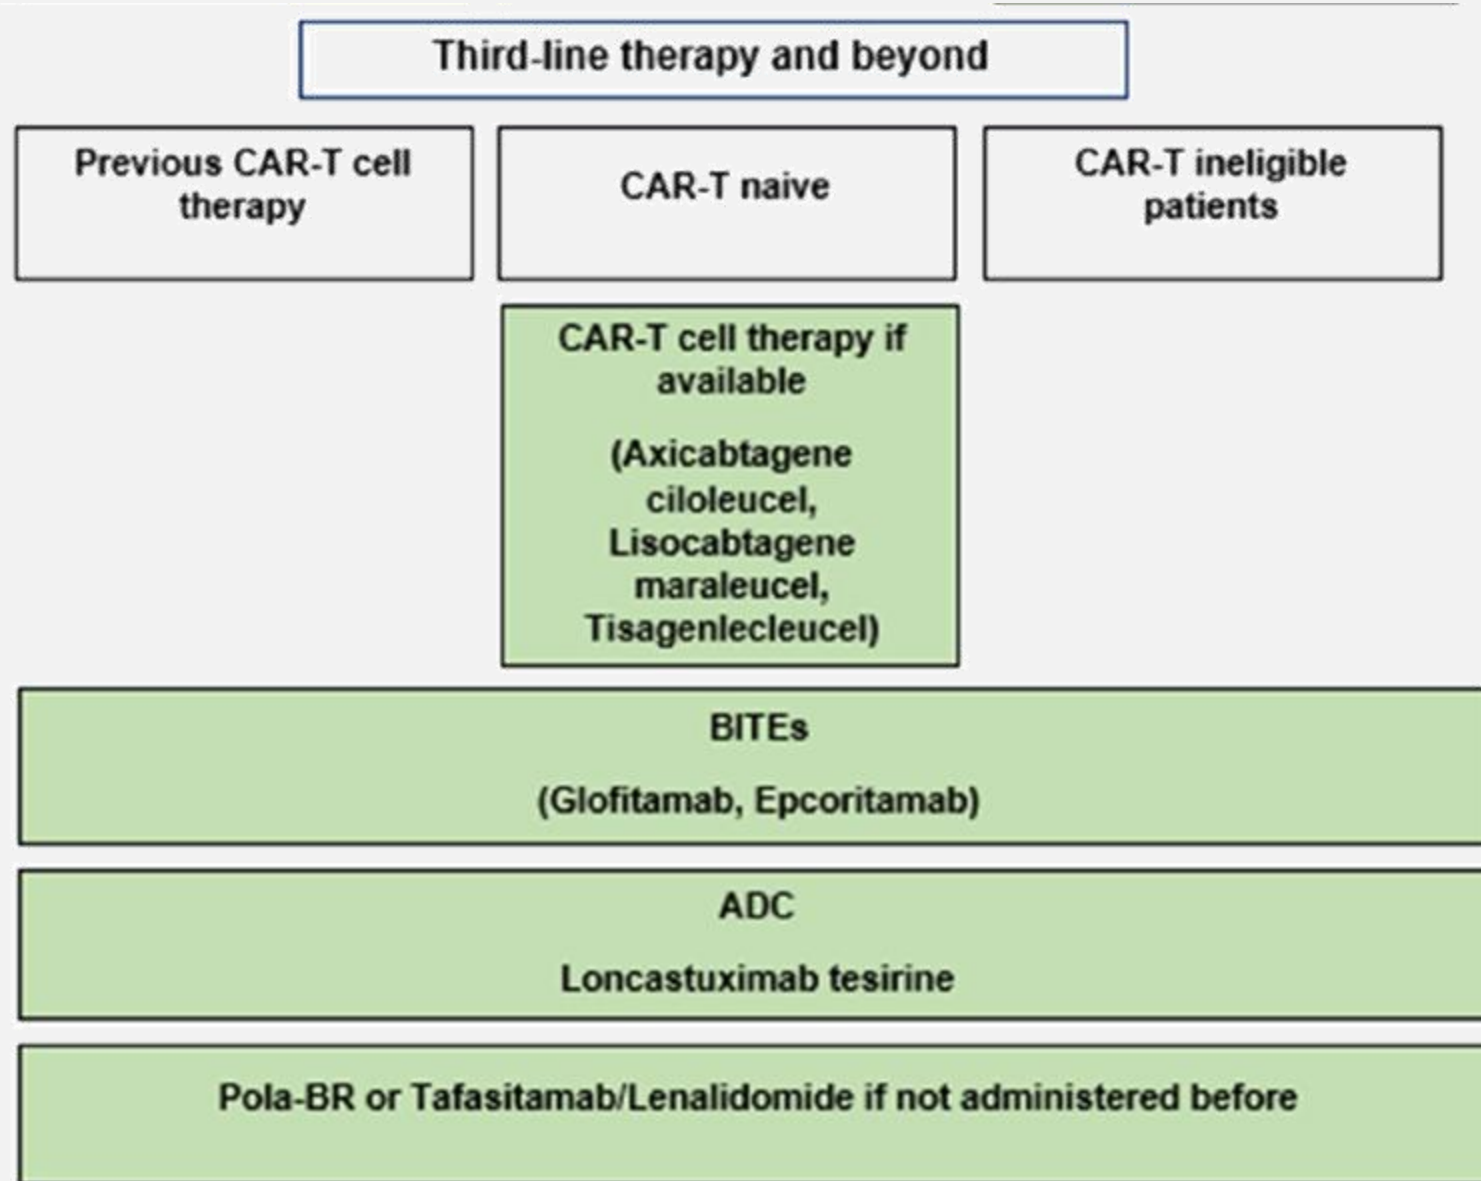 Third-line therapy and beyond
Previous CAR-T cell
therapy
CAR-T naive
CAR-T ineligible
patients
CAR-T cell therapy if
available
(Axicabtagene
ciloleucel,
Lisocabtagene
maraleucel,
Tisagenlecleucel)
BITEs
(Glofitamab, Epcoritamab)
ADC
Loncastuximab tesirine
Pola-BR or Tafasitamab/Lenalidomide if not administered before